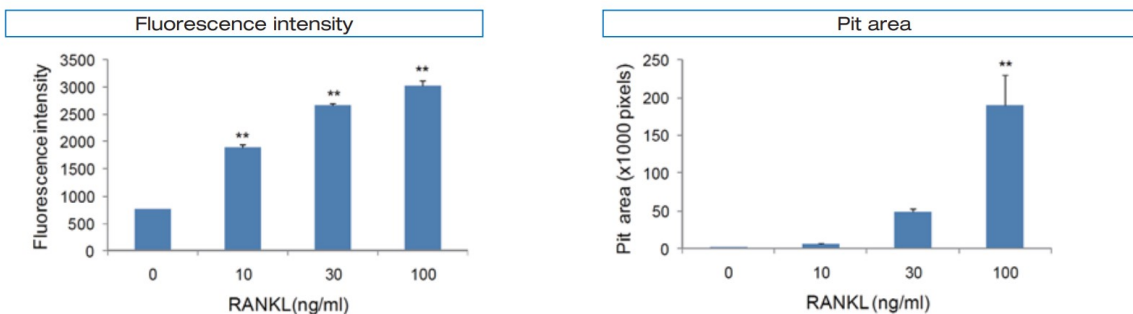 Fluorescence intensity
Fluorescence intensity
3500
3000
2500
2000
1500
1000
500
0
**
**
**
0 10 30 100
RANKL(ng/ml)
Pit area
Pit area (x1000 pixels)
250
200
150
100
50
0
**
0 10 30 100
RANKL(ng/ml)